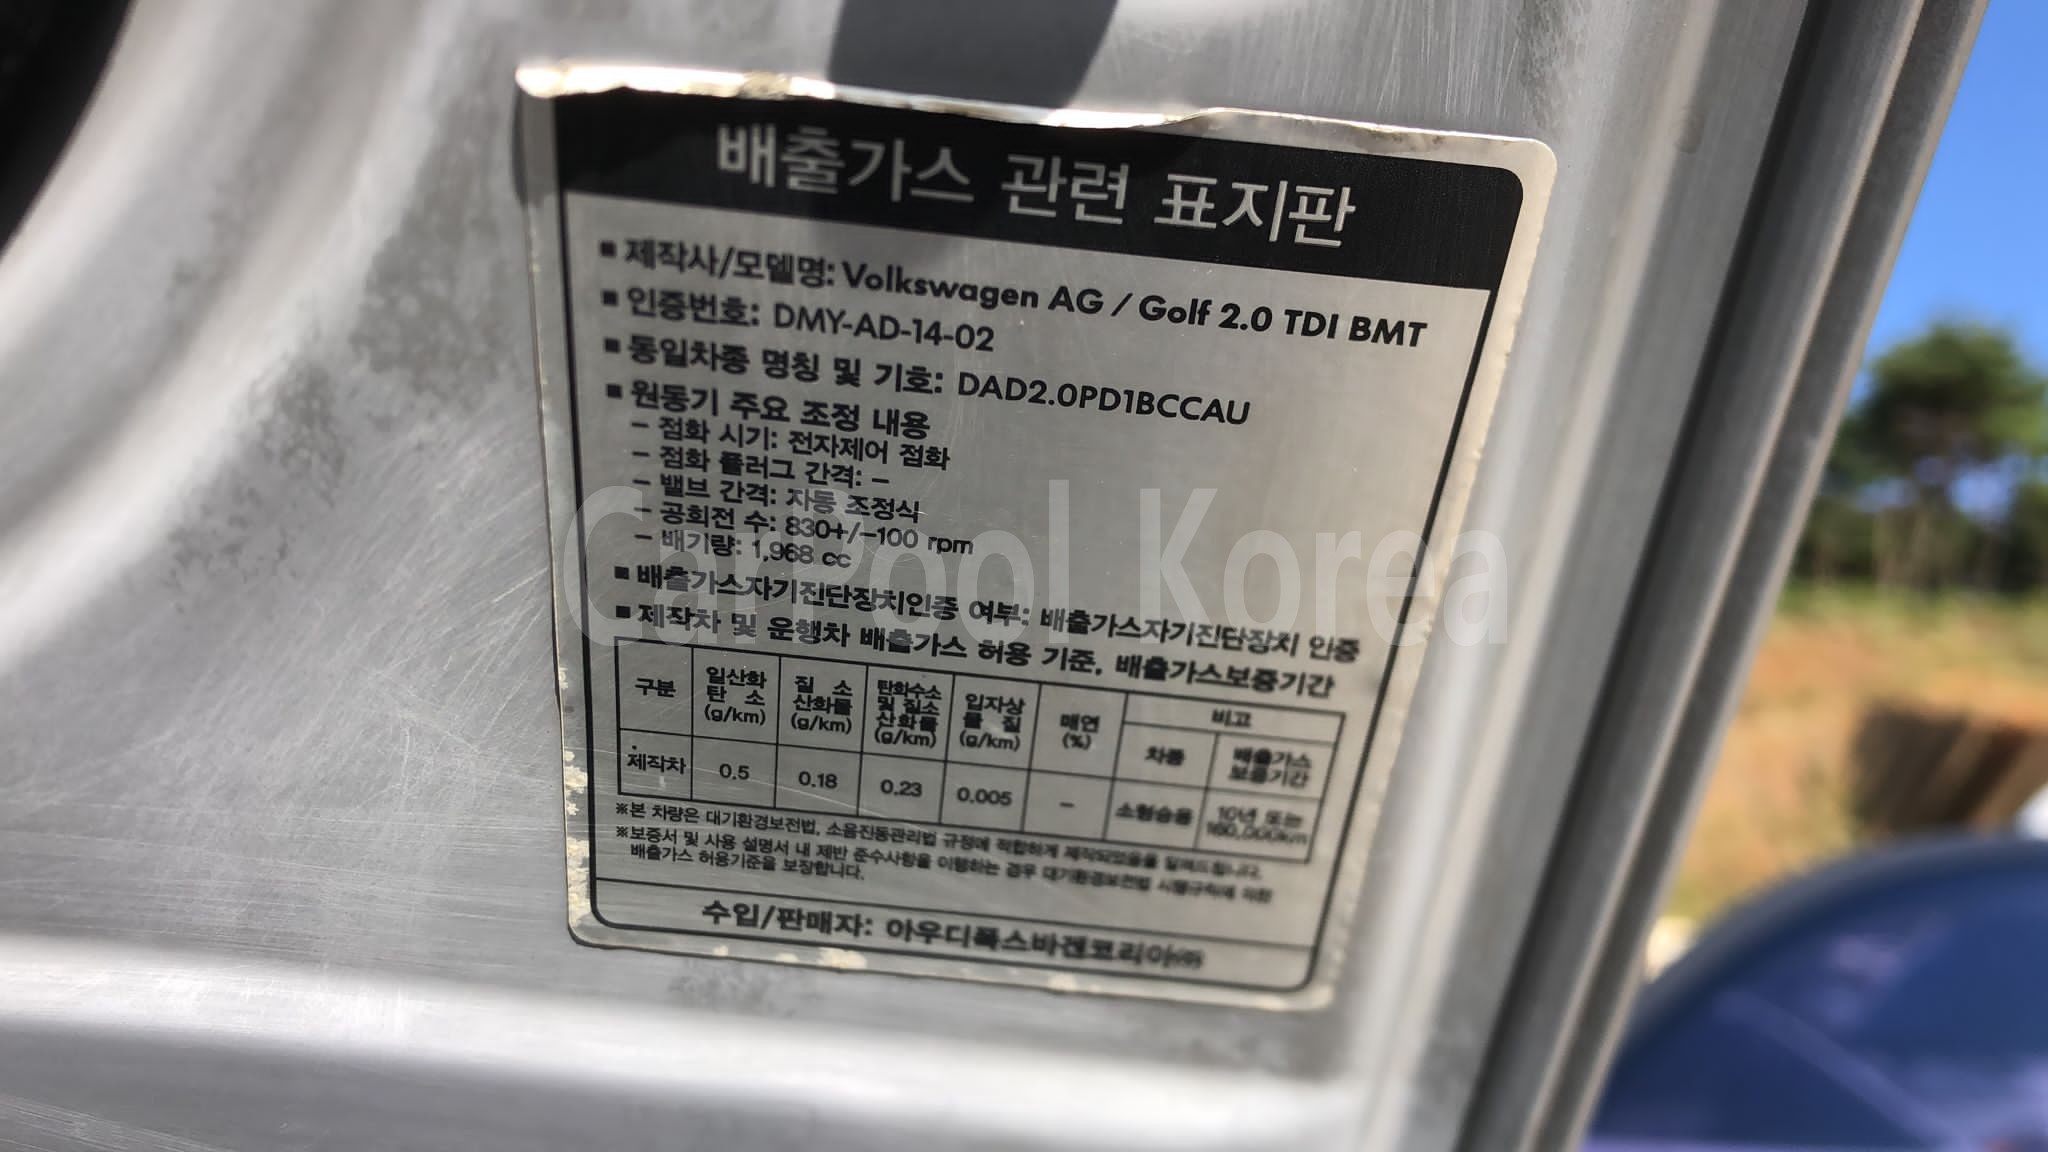 배출가스 관련 표지판
■ 제작사/모델명: Volkswagen AG / Golf 2.0 TDI BMT
■ 인증번호: DMY-AD-14-02
■ 동일차종 명칭 및 기호: DAD2.0PD1BCCAU
■ 원동기 주요 조정 내용
- 점화 시기: 전자제어 점화
- 점화 플러그 간격: -
- 밸브 간격: 자동 조정식
- 공회전 수: 830+/-100 rpm
- 배기량: 1,968 cc
■ 배출가스자기진단장치인증 여부: 배출가스자기진단장치 인증
■ 제작차 및 운행차 배출가스 허용 기준, 배출가스보증기간
구분 일산화탄소 (g/km) 질소산화물 (g/km) 탄화수소 및 질소산화물 (g/km) 입자상물질 (g/km) 매연 (%) 비고
차종 배출가스 보증기간
제작차 0.5 0.18 0.23 0.005 - 소형승용 10년 또는 160,000km
※본 차량은 대기환경보전법, 소음진동관리법 규정에 적합하게 제작되었음을 알려드립니다.
※보증서 및 사용 설명서 내 제반 준수사항을 이행하는 경우 대기환경보전법 시행규칙에 의한
배출가스 허용기준을 보장합니다.
수입/판매자: 아우디폭스바겐코리아㈜
CarPool Korea